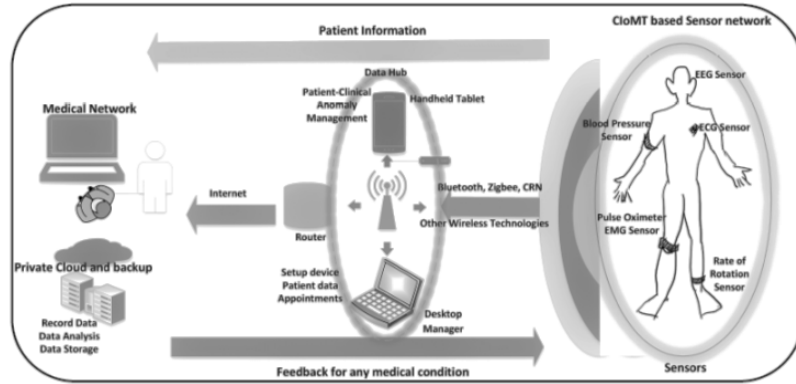 Patient Information
CIoMT based Sensor network
Data Hub
EEG Sensor
Patient-Clinical
Anomaly
Management
Handheld Tablet
Medical Network
Blood Pressure
Sensor
ECG Sensor
Internet
Bluetooth, Zigbee, CRN
Router
Other Wireless Technologies
Pulse Oximeter
EMG Sensor
Private Cloud and backup
Setup device
Patient data
Appointments
Rate of
Rotation
Sensor
Desktop
Manager
Record Data
Data Analysis
Data Storage
Feedback for any medical condition
Sensors